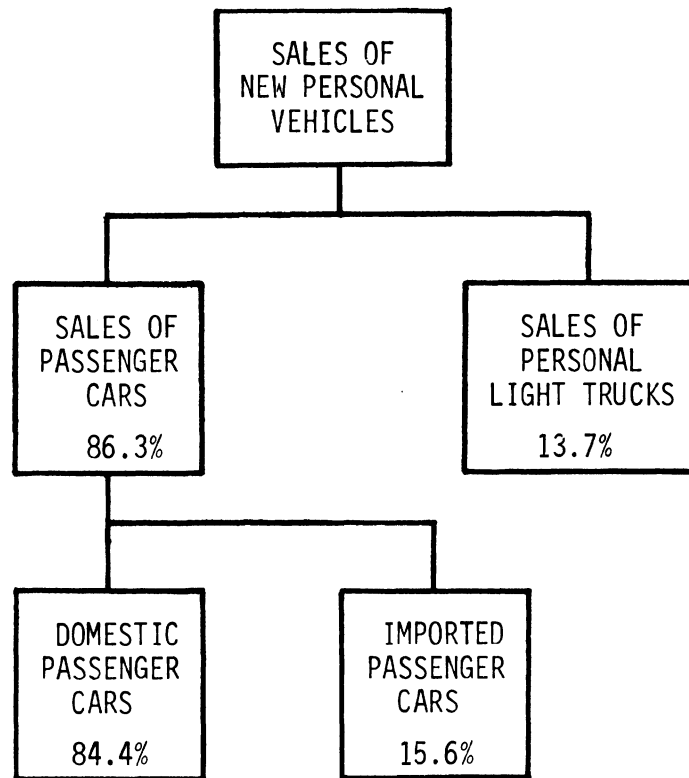 SALES OF
NEW PERSONAL
VEHICLES
SALES OF
PASSENGER
CARS
86.3%
SALES OF
PERSONAL
LIGHT TRUCKS
13.7%
DOMESTIC
PASSENGER
CARS
84.4%
IMPORTED
PASSENGER
CARS
15.6%